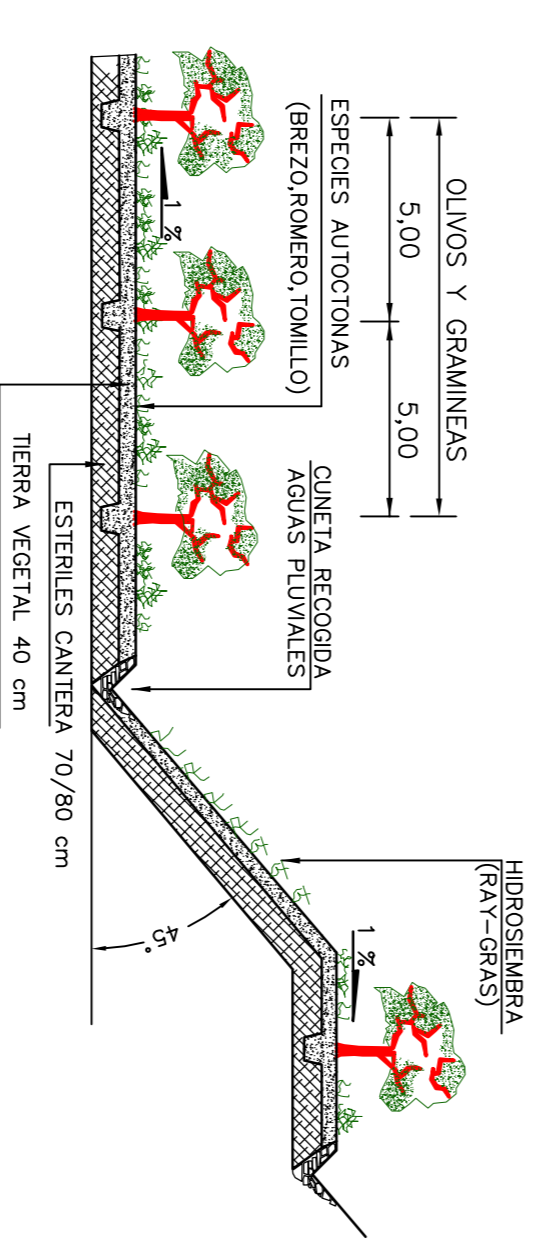 OLIVOS Y GRAMINEAS
5,00
5,00
ESPECIES AUTOCTONAS
(BREZO,ROMERO,TOMILLO)
1 %
CUNETA RECOGIDA
AGUAS PLUVIALES
HIDROSIEMBRA
(RAY-GRAS)
1 %
45°
ESTERILES CANTERA 70/80 cm
TIERRA VEGETAL 40 cm